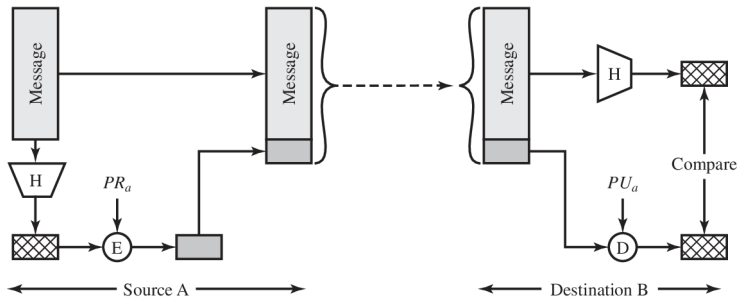 Message
Message
Message
H
H
PRₐ
PUₐ
Compare
E
D
Source A
Destination B